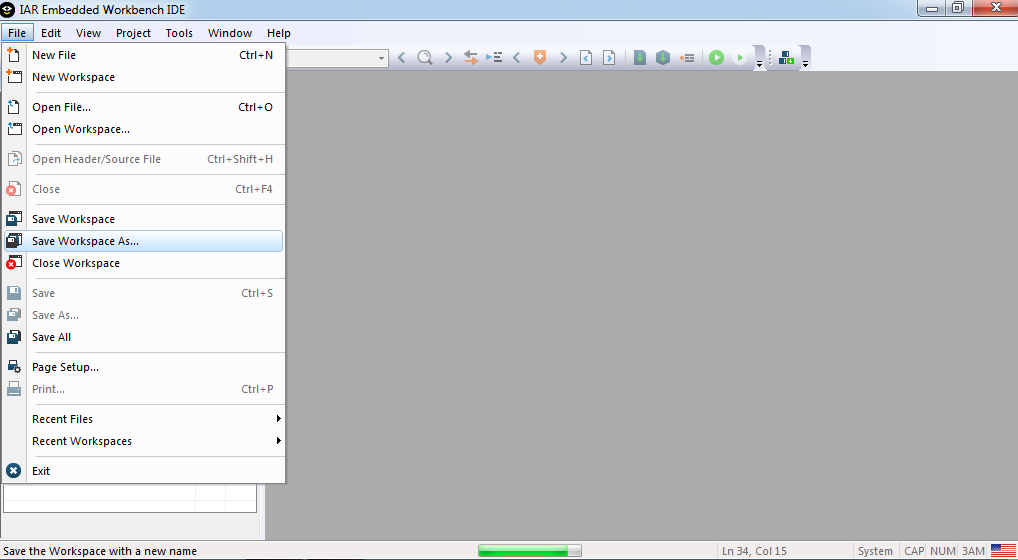 IAR Embedded Workbench IDE
File Edit View Project Tools Window Help
New File Ctrl+N
New Workspace
Open File... Ctrl+O
Open Workspace...
Open Header/Source File Ctrl+Shift+H
Close Ctrl+F4
Save Workspace
Save Workspace As...
Close Workspace
Save Ctrl+S
Save As...
Save All
Page Setup...
Print... Ctrl+P
Recent Files
Recent Workspaces
Exit
Save the Workspace with a new name Ln 34, Col 15 System CAP NUM 3AM